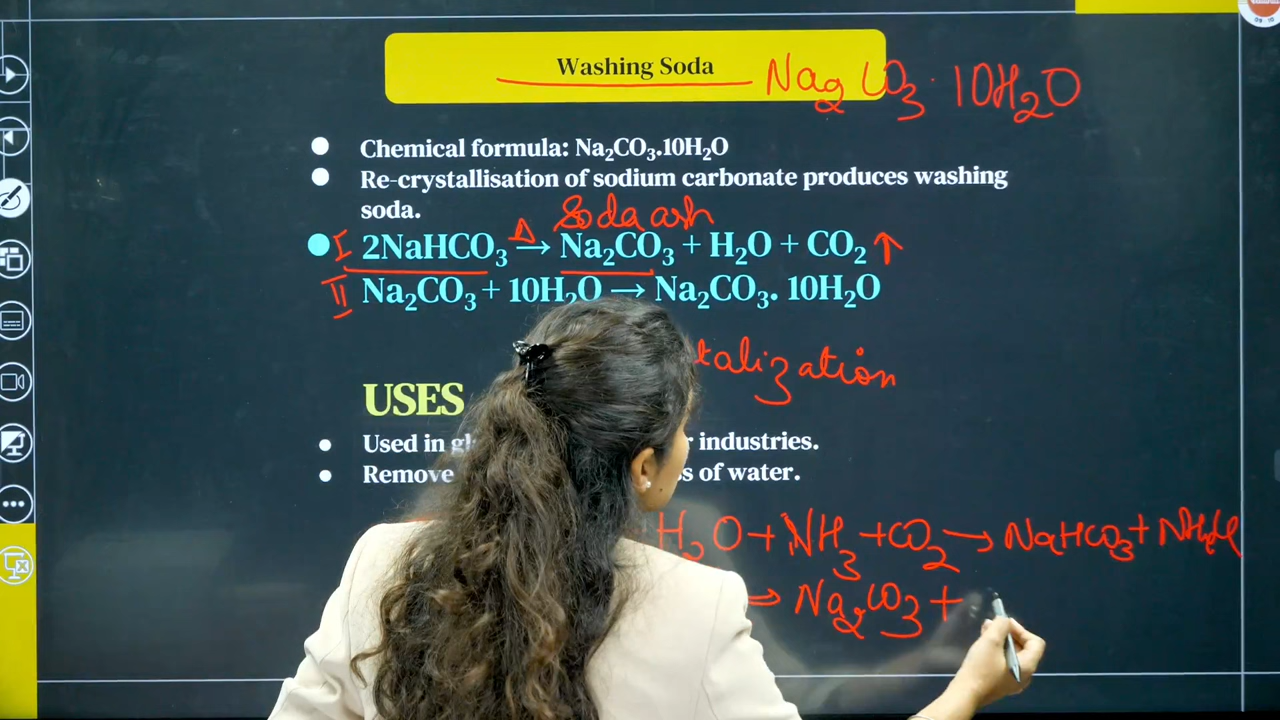 Washing Soda Na2CO3.10H2O
Chemical formula: Na₂CO₃.10H₂O
Re-crystallisation of sodium carbonate produces washing
soda.
Soda ash
I 2NaHCO₃ Δ→ Na₂CO₃ + H₂O + CO₂ ↑
II Na₂CO₃ + 10H₂O → Na₂CO₃. 10H₂O
talization
USES
Used in industries.
Remove of water.
H₂O + NH₃ + CO₂ → NaHCO₃ + NH₄Cl
→ Na₂CO₃ +